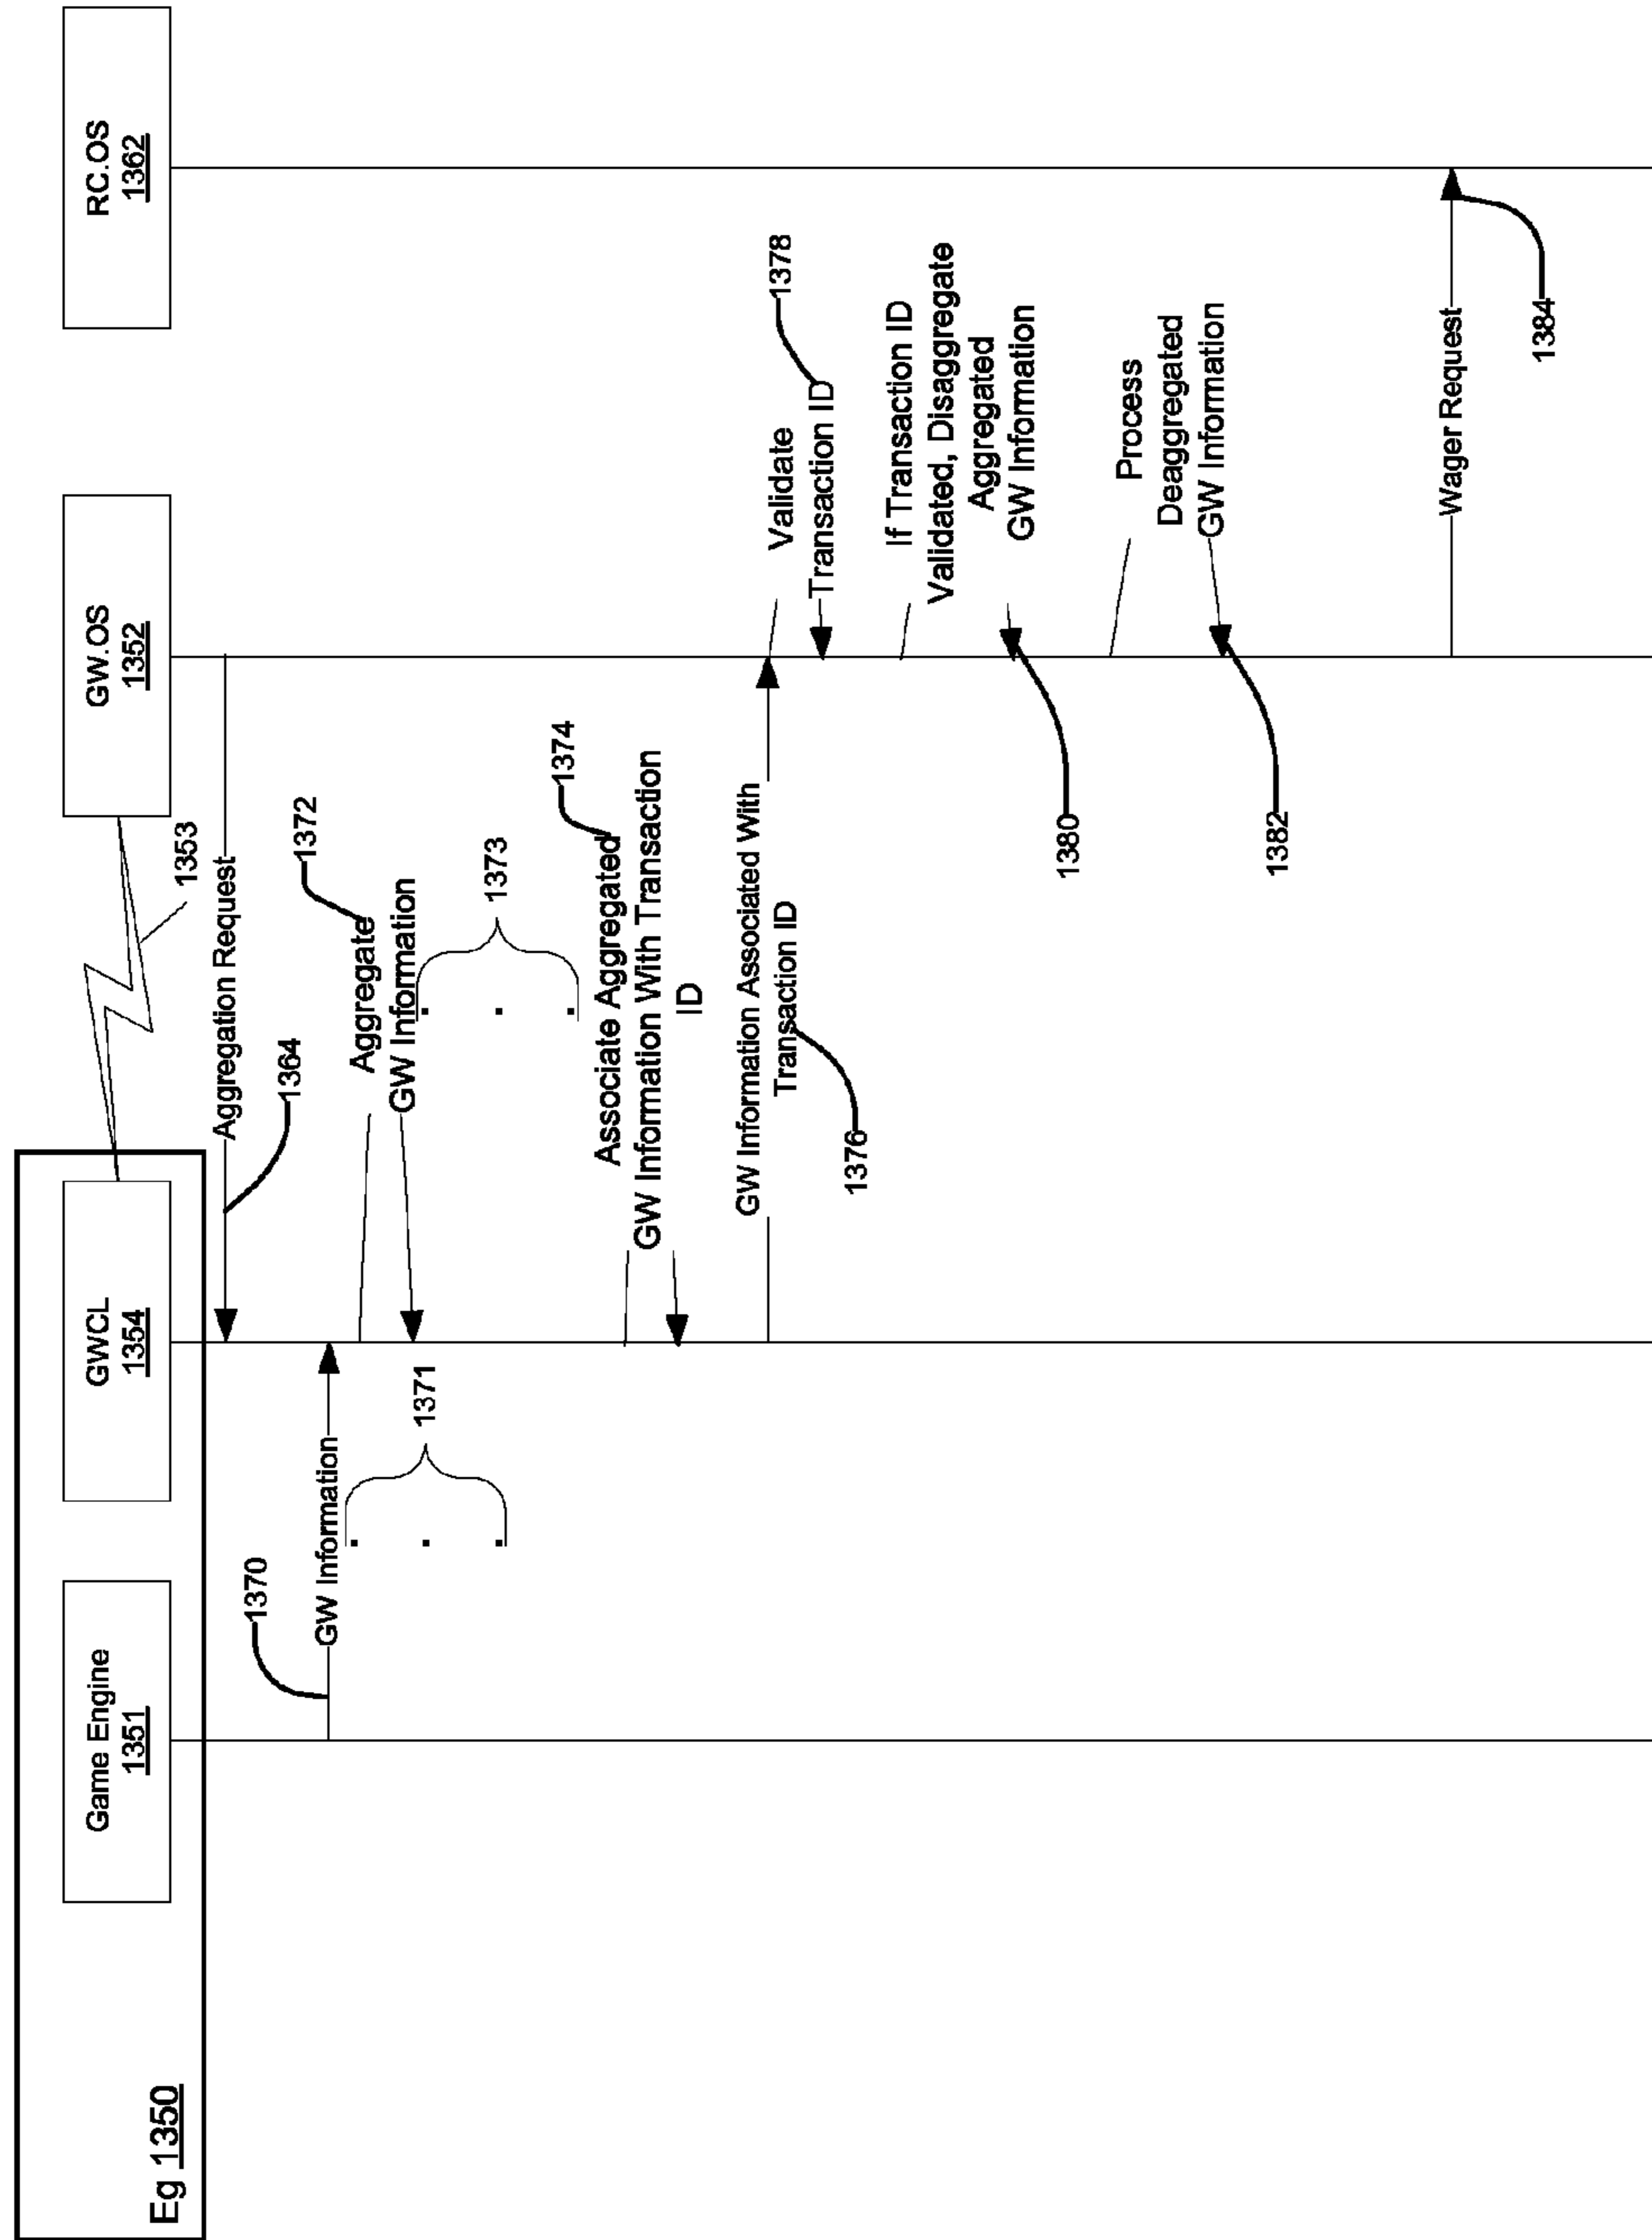 Eg 1350
Game Engine
1351
GWCL
1354
GW.OS
1352
RC.OS
1362
1353
Aggregation Request
1364
1370
GW Information
1371
1372
Aggregate
GW Information
1373
1374
Associate Aggregated
GW Information With Transaction
ID
GW Information Associated With
Transaction ID
1376
Validate
Transaction ID
1378
If Transaction ID
Validated, Disaggregate
Aggregated
GW Information
1380
Process
Deaggregated
GW Information
1382
Wager Request
1384